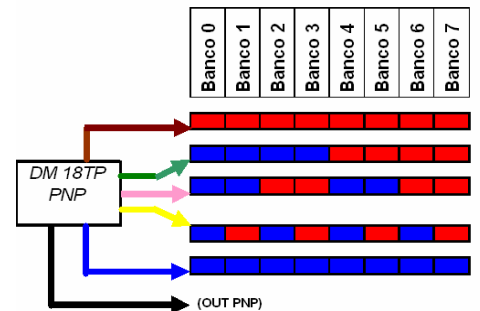 Banco 0
Banco 1
Banco 2
Banco 3
Banco 4
Banco 5
Banco 6
Banco 7
DM 18TP
PNP
(OUT PNP)